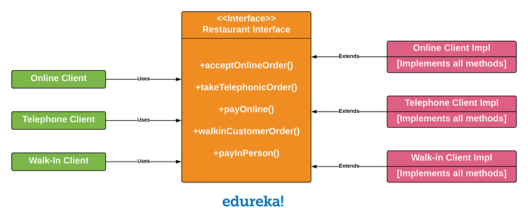 <<Interface>>
Restaurant Interface
+acceptOnlineOrder()
+takeTelephonicOrder()
+payOnline()
+walkinCustomerOrder()
+payInPerson()
Online Client
Uses
Telephone Client
Uses
Walk-In Client
Uses
Extends
Online Client Impl
[Implements all methods]
Extends
Telephone Client Impl
[Implements all methods]
Extends
Walk-in Client Impl
[Implements all methods]
edureka!